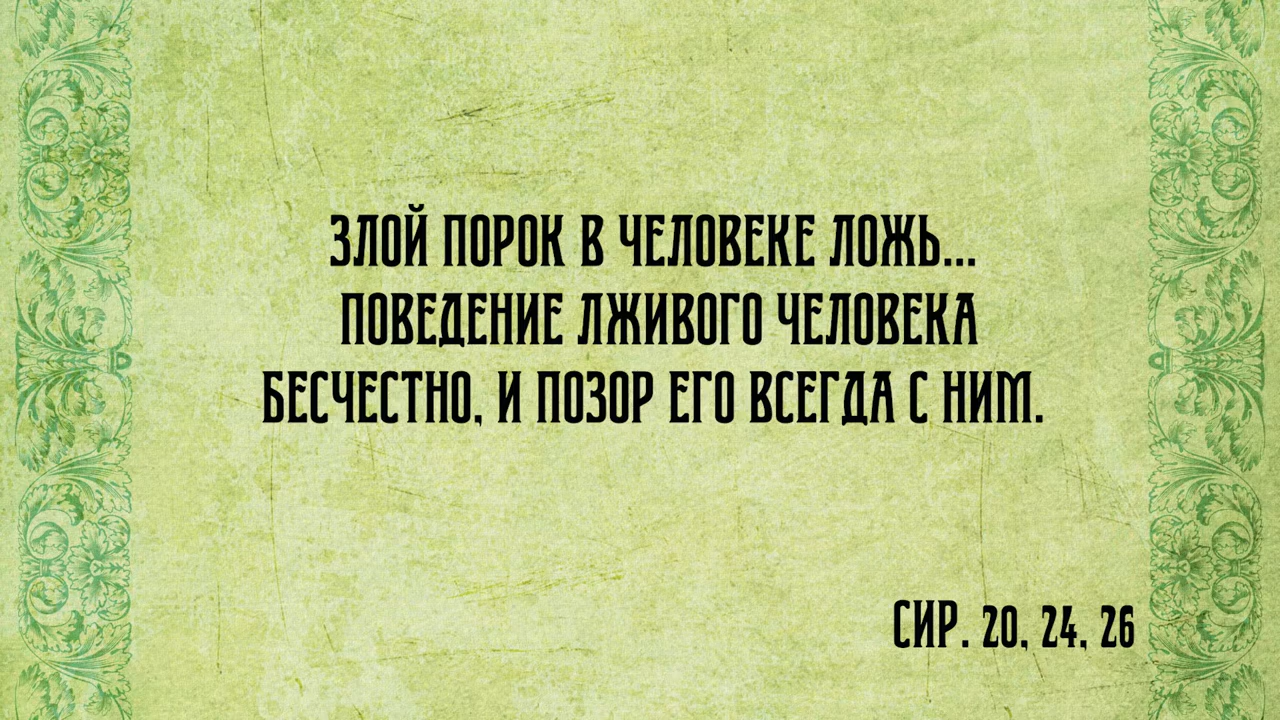 ЗЛОЙ ПОРОК В ЧЕЛОВЕКЕ ЛОЖЬ...
ПОВЕДЕНИЕ ЛЖИВОГО ЧЕЛОВЕКА
БЕСЧЕСТНО, И ПОЗОР ЕГО ВСЕГДА С НИМ.
СИР. 20, 24, 26